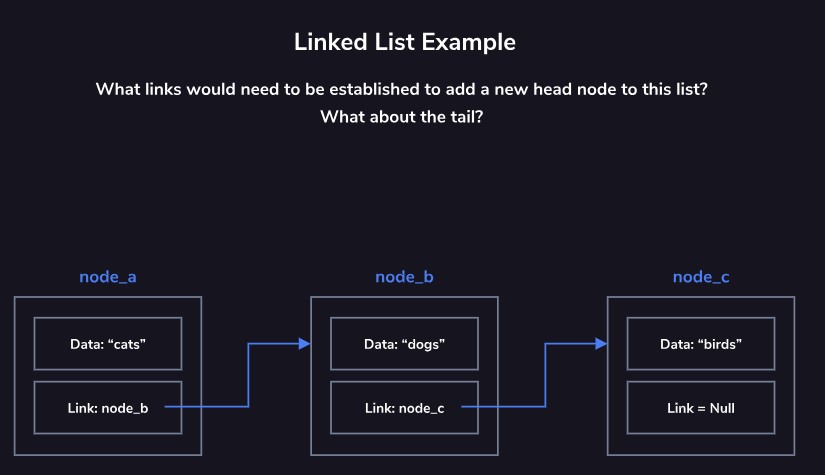 Linked List Example
What links would need to be established to add a new head node to this list?
What about the tail?
node_a
node_b
node_c
Data: “cats”
Data: “dogs”
Data: “birds”
Link: node_b
Link: node_c
Link = Null